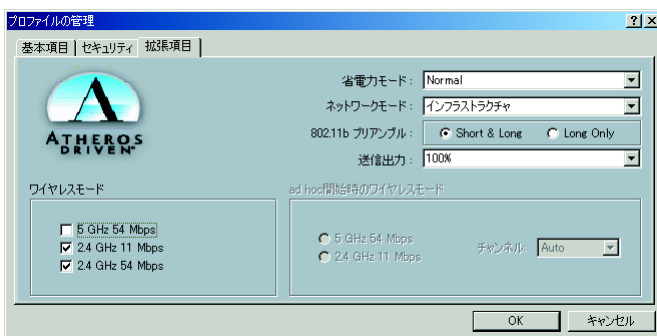 プロファイルの管理
基本項目 セキュリティ 拡張項目
ATHEROS
DRIVEN
省電力モード: Normal
ネットワークモード: インフラストラクチャ
802.11b プリアンブル: Short & Long Long Only
送信出力: 100%
ワイヤレスモード
5 GHz 54 Mbps
2.4 GHz 11 Mbps
2.4 GHz 54 Mbps
ad hoc開始時のワイヤレスモード
5 GHz 54 Mbps
2.4 GHz 11 Mbps
チャンネル: Auto
OK キャンセル